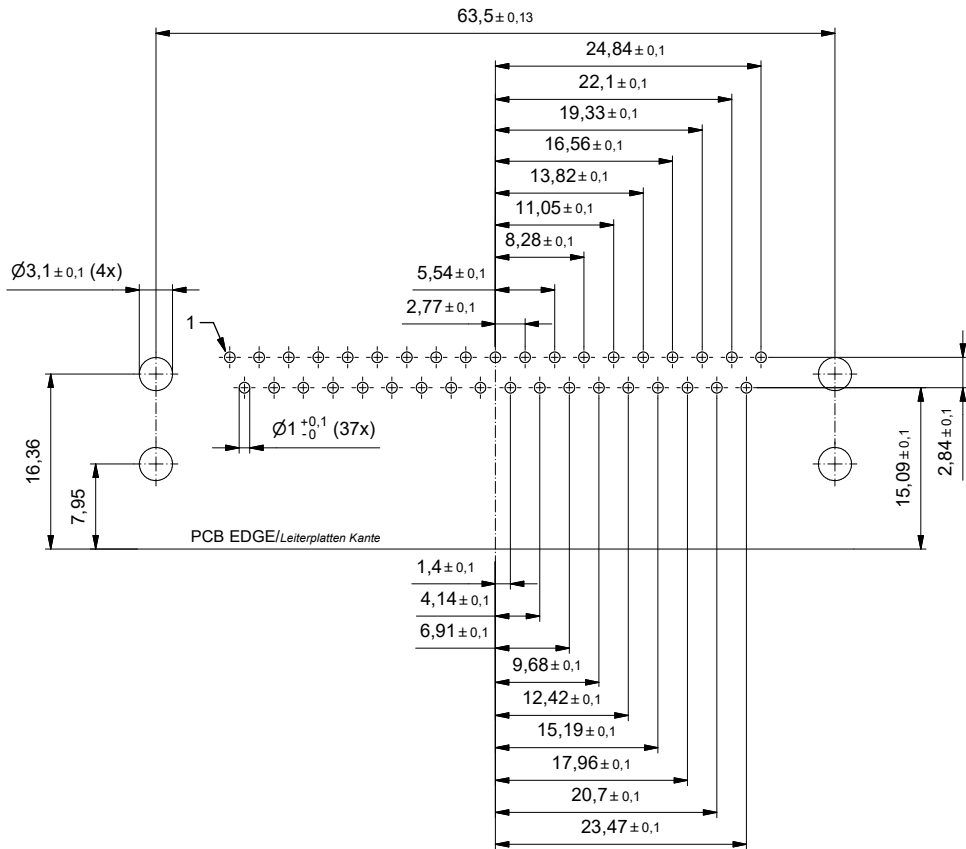 63,5 ± 0,13
24,84 ± 0,1
22,1 ± 0,1
19,33 ± 0,1
16,56 ± 0,1
13,82 ± 0,1
11,05 ± 0,1
8,28 ± 0,1
Ø3,1 ± 0,1 (4x)
5,54 ± 0,1
2,77 ± 0,1
1
Ø1 +0,1 -0 (37x)
16,36
7,95
15,09 ± 0,1
2,84 ± 0,1
PCB EDGE/Leiterplatten Kante
1,4 ± 0,1
4,14 ± 0,1
6,91 ± 0,1
9,68 ± 0,1
12,42 ± 0,1
15,19 ± 0,1
17,96 ± 0,1
20,7 ± 0,1
23,47 ± 0,1